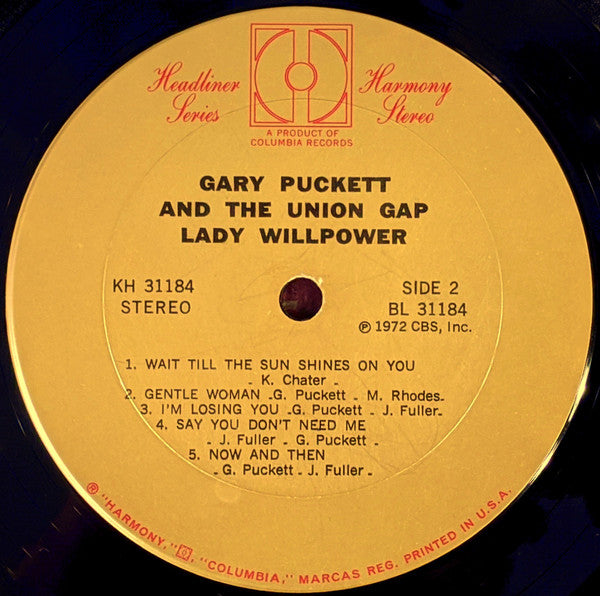 Headliner Series
Harmony Stereo
A PRODUCT OF
COLUMBIA RECORDS
GARY PUCKETT
AND THE UNION GAP
LADY WILLPOWER
KH 31184
STEREO
SIDE 2
BL 31184
℗ 1972 CBS, Inc.
1. WAIT TILL THE SUN SHINES ON YOU
- K. Chater -
2. GENTLE WOMAN -G. Puckett - M. Rhodes-
3. I'M LOSING YOU -G. Puckett - J. Fuller-
4. SAY YOU DON'T NEED ME
- J. Fuller - G. Puckett -
5. NOW AND THEN
- G. Puckett - J. Fuller -
® "HARMONY," "COLUMBIA," MARCAS REG. PRINTED IN U.S.A.